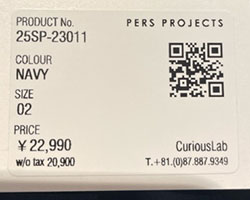 PRODUCT No.
25SP-23011
PERS PROJECTS
COLOUR
NAVY
SIZE
02
PRICE
￥22,990
w/o tax 20,900
CuriousLab
T.+81.(0)87.887.9349